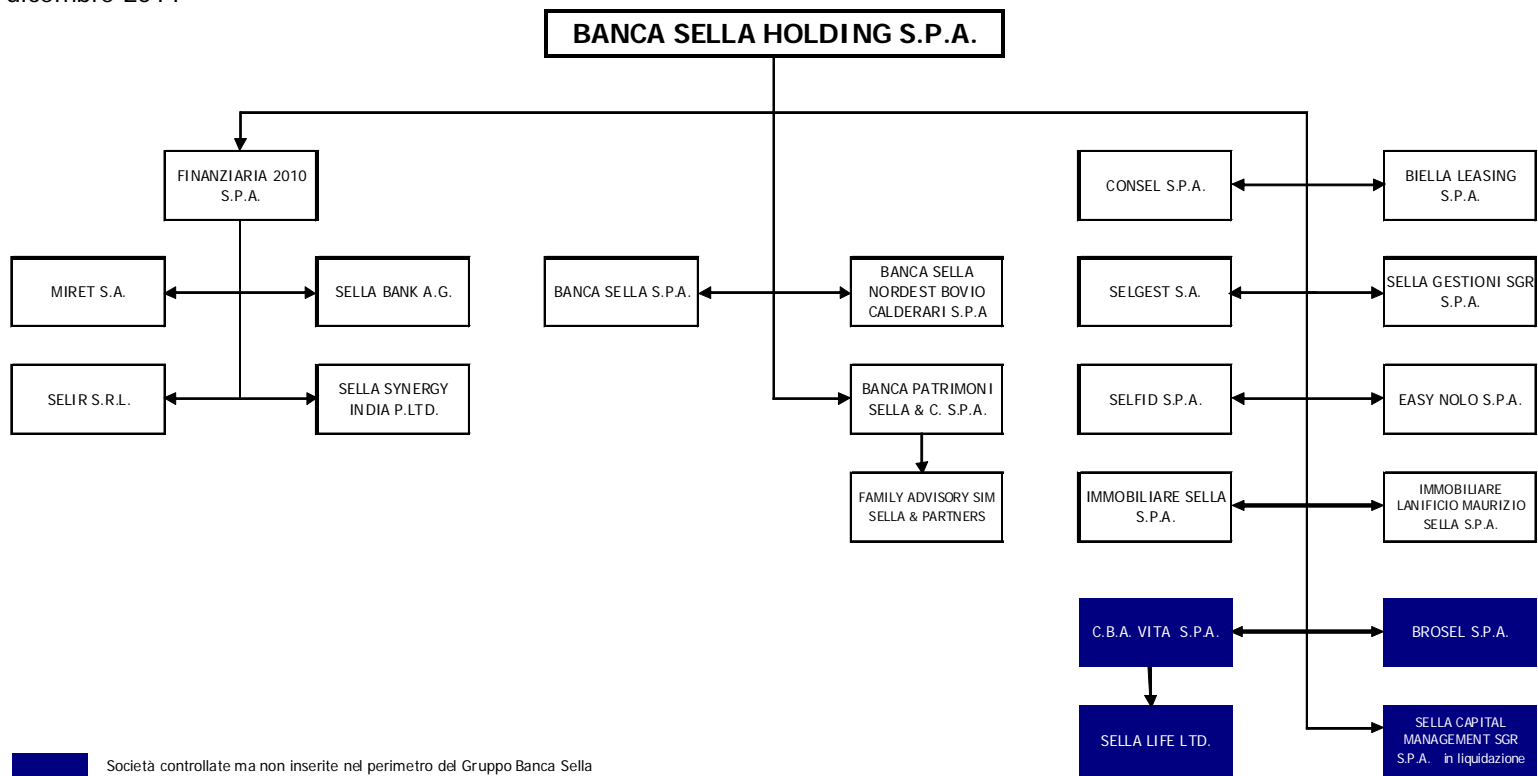 dicembre
BANCA SELLA HOLDING S.P.A.
FINANZIARIA 2010
S.P.A.
CONSEL S.P.A.
BIELLA LEASING
S.P.A.
MIRET S.A.
SELLA BANK A.G.
BANCA SELLA S.P.A.
BANCA SELLA
NORDEST BOVIO
CALDERARI S.P.A
SELGEST S.A.
SELLA GESTIONI SGR
S.P.A.
SELIR S.R.L.
SELLA SYNERGY
INDIA P.LTD.
BANCA PATRIMONI
SELLA & C. S.P.A.
SELFID S.P.A.
EASY NOLO S.P.A.
FAMILY ADVISORY SIM
SELLA & PARTNERS
IMMOBILIARE SELLA
S.P.A.
IMMOBILIARE
LANIFICIO MAURIZIO
SELLA S.P.A.
C.B.A. VITA S.P.A.
BROSEL S.P.A.
SELLA LIFE LTD.
SELLA CAPITAL
MANAGEMENT SGR
S.P.A. in liquidazione
Società controllate ma non inserite nel perimetro del Gruppo Banca Sella